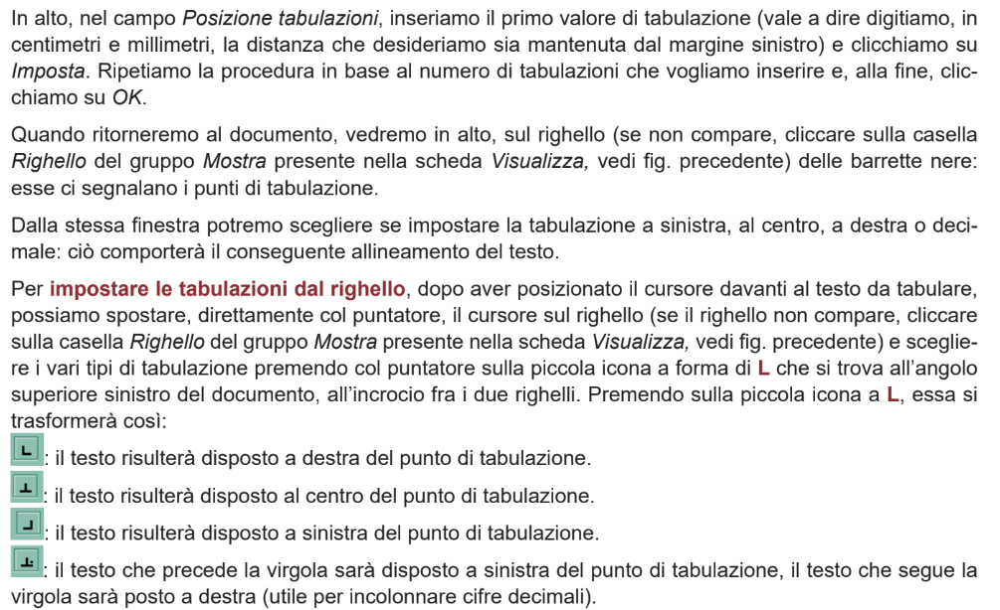 In alto, nel campo Posizione tabulazioni, inseriamo il primo valore di tabulazione (vale a dire digitiamo, in
centimetri e millimetri, la distanza che desideriamo sia mantenuta dal margine sinistro) e clicchiamo su
Imposta. Ripetiamo la procedura in base al numero di tabulazioni che vogliamo inserire e, alla fine, clic-
chiamo su OK.
Quando ritorneremo al documento, vedremo in alto, sul righello (se non compare, cliccare sulla casella
Righello del gruppo Mostra presente nella scheda Visualizza, vedi fig. precedente) delle barrette nere:
esse ci segnalano i punti di tabulazione.
Dalla stessa finestra potremo scegliere se impostare la tabulazione a sinistra, al centro, a destra o deci-
male: ciò comporterà il conseguente allineamento del testo.
Per impostare le tabulazioni dal righello, dopo aver posizionato il cursore davanti al testo da tabulare,
possiamo spostare, direttamente col puntatore, il cursore sul righello (se il righello non compare, cliccare
sulla casella Righello del gruppo Mostra presente nella scheda Visualizza, vedi fig. precedente) e sceglie-
re i vari tipi di tabulazione premendo col puntatore sulla piccola icona a forma di L che si trova all'angolo
superiore sinistro del documento, all'incrocio fra i due righelli. Premendo sulla piccola icona a L, essa si
trasformerà così:
: il testo risulterà disposto a destra del punto di tabulazione.
: il testo risulterà disposto al centro del punto di tabulazione.
: il testo risulterà disposto a sinistra del punto di tabulazione.
: il testo che precede la virgola sarà disposto a sinistra del punto di tabulazione, il testo che segue la
virgola sarà posto a destra (utile per incolonnare cifre decimali).